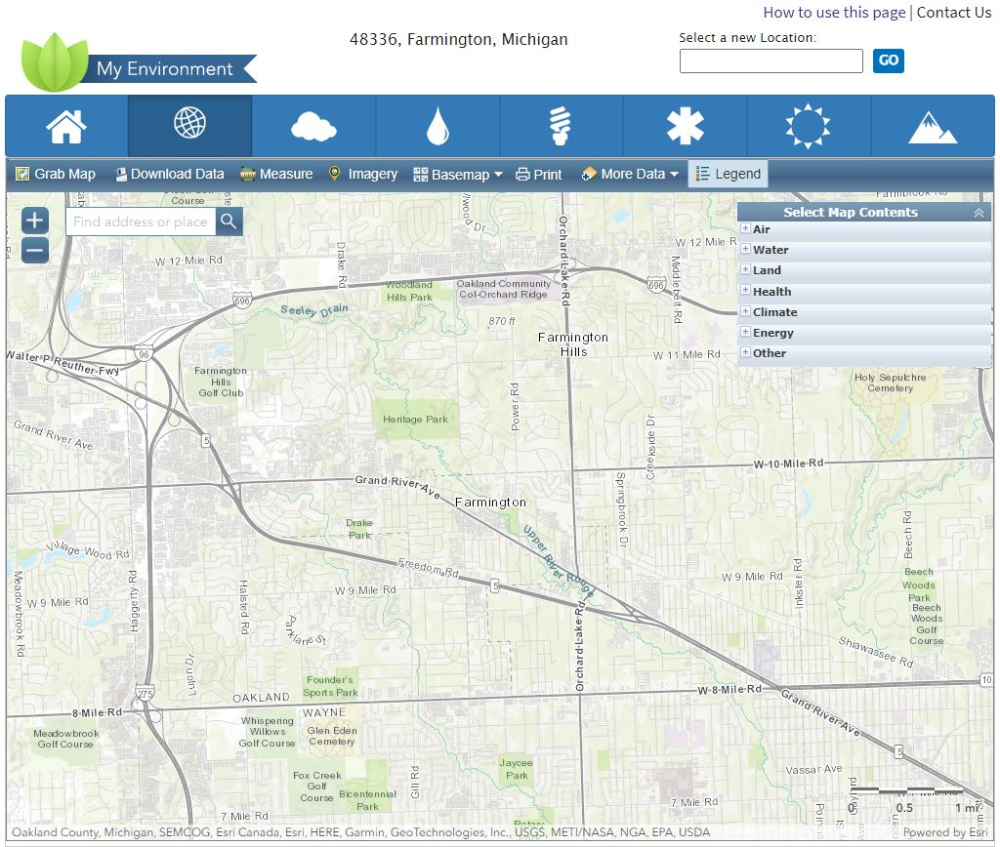 How to use this page | Contact Us
48336, Farmington, Michigan
Select a new Location:
GO
My Environment
Grab Map
Download Data
Measure
Imagery
Basemap
Print
More Data
Legend
Find address or place
Select Map Contents
Air
Water
Land
Health
Climate
Energy
Other
Course
Farmbrook Rd
W 12 Mile Rd
Drake Rd
Orchard Lake Rd
W 12 Mile R
Middlebelt Rd
Woodland
Hills Park
Oakland Community
Col-Orchard Ridge
696
696
Seeley Drain
870 ft
Farmington
Hills
96
Walter P Reuther Fwy
W 11 Mile Rd
Farmington
Hills
Golf Club
Holy Sepulchre
Cemetery
Power Rd
Heritage Park
Creekside Dr
Grand River Ave
5
W 10 Mile Rd
Grand River Ave
Farmington
Springbrook Dr
Drake
Park
Upper River Rouge
Beech Rd
Village Wood Rd
Freedom Rd
5
W 9 Mile Rd
W 9 Mile Rd
Inkster Rd
Beech
Woods
Park
Beech
Woods
Golf
Course
Meadowbrook Rd
W 9 Mile Rd
Haggerty Rd
Halsted Rd
Parklane St
Shiawassee Rd
Orchard Lake Rd
Founder's
Sports Park
10
275
OAKLAND
W 8 Mile Rd
8 Mile Rd
WAYNE
Grand River Ave
Meadowbrook
Golf Course
Whispering
Willows
Golf Course
Glen Eden
Cemetery
5
Jaycee
Park
Vassar Ave
Fox Creek
Golf
Course
Bicentennial
Park
Gill Rd
7 Mile Rd
7 Mile Rd
0 0.5 1 mi
Oakland County, Michigan, SEMCOG, Esri Canada, Esri, HERE, Garmin, GeoTechnologies, Inc., USGS, METI/NASA, NGA, EPA, USDA
Powered by Esri